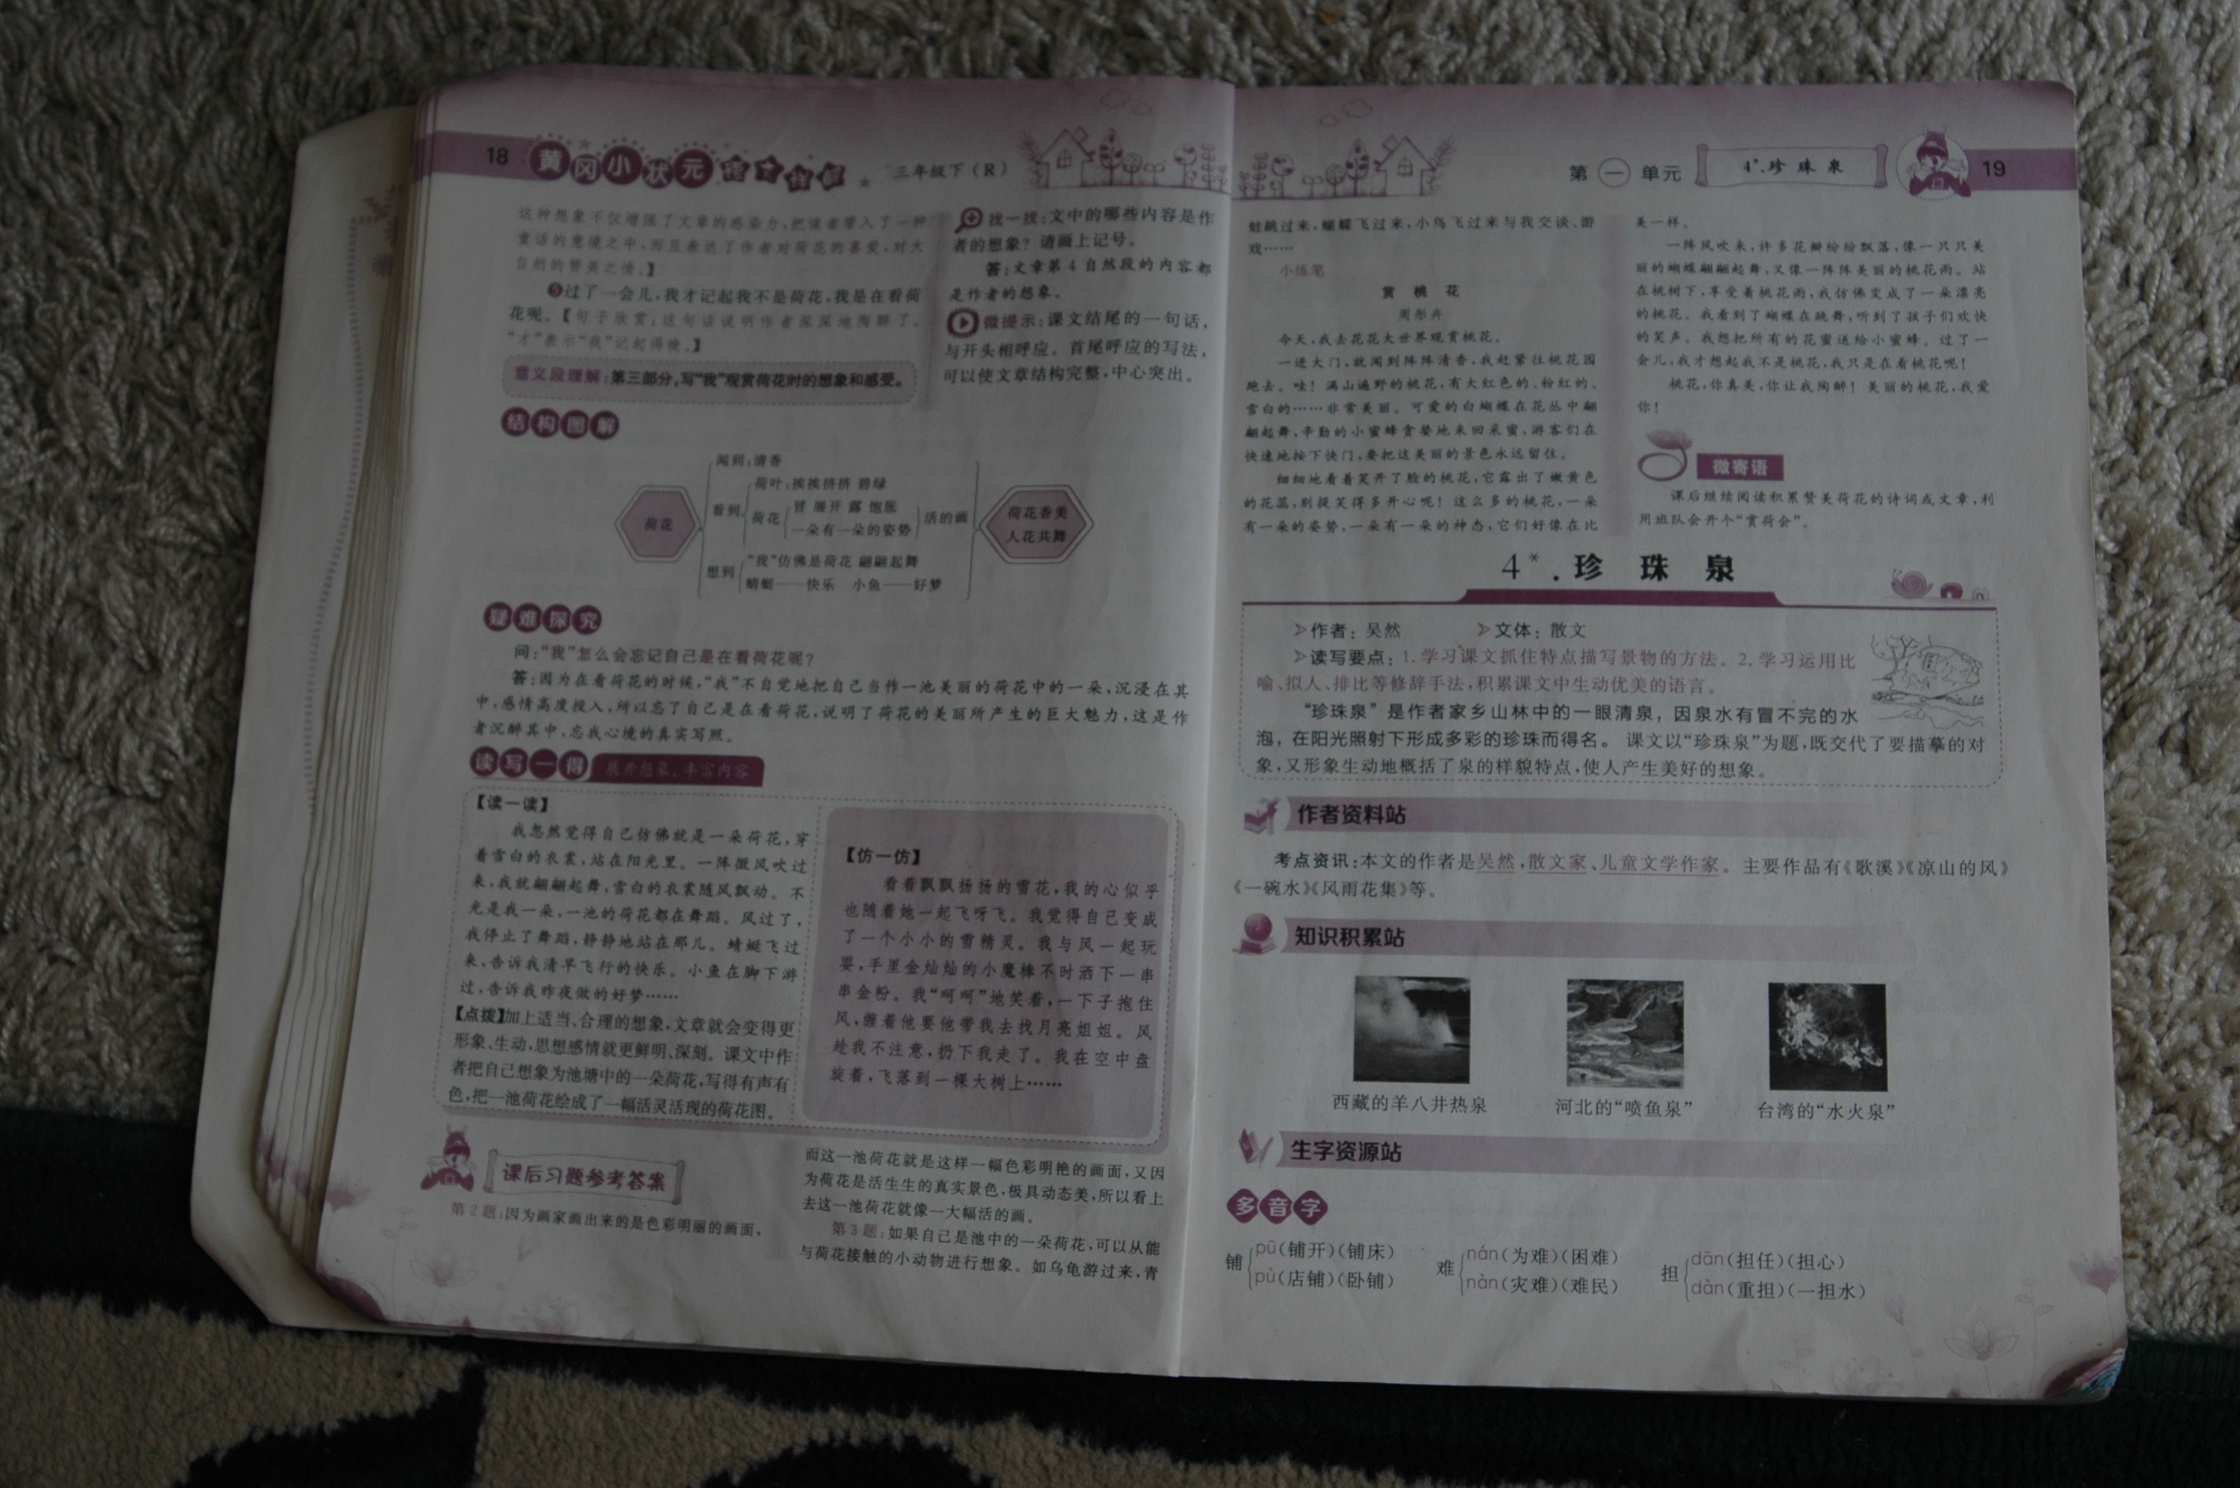 18 黄冈小状元 三年级下（R）
这种想象不仅增强了文章的感染力，把读者带入了一种
童话的意境之中，而且表达了作者对荷花的喜爱，对大
自然的赞美之情。】
❺过了一会儿，我才记起我不是荷花，我是在看荷
花呢。【句子欣赏：这句话说明作者深深地陶醉了。
“才”表示“我”记起得晚。】
意义段理解：第三部分，写“我”观赏荷花时的想象和感受。
找一找：文中的哪些内容是作
者的想象？请画上记号。
答：文章第4自然段的内容都
是作者的想象。
微提示：课文结尾的一句话，
与开头相呼应。首尾呼应的写法，
可以使文章结构完整，中心突出。
结构图解
荷花
闻到：清香
看到
荷叶：挨挨挤挤 碧绿
荷花
冒 展开 露 饱胀
一朵有一朵的姿势
活的画
想到
“我”仿佛是荷花 翩翩起舞
蜻蜓——快乐 小鱼——好梦
荷花香美
人花共舞
疑难探究
问：“我”怎么会忘记自己是在看荷花呢？
答：因为在看荷花的时候，“我”不自觉地把自己当作一池美丽的荷花中的一朵，沉浸在其
中，感情高度投入，所以忘了自己是在看荷花，说明了荷花的美丽所产生的巨大魅力，这是作
者沉醉其中，忘我心境的真实写照。
读写一得 展开想象，丰富内容
【读一读】
我忽然觉得自己仿佛就是一朵荷花，穿
着雪白的衣裳，站在阳光里。一阵微风吹过
来，我就翩翩起舞，雪白的衣裳随风飘动。不
光是我一朵，一池的荷花都在舞蹈。风过了，
我停止了舞蹈，静静地站在那儿。蜻蜓飞过
来，告诉我清早飞行的快乐。小鱼在脚下游
过，告诉我昨夜做的好梦……
【点拨】加上适当、合理的想象，文章就会变得更
形象、生动，思想感情就更鲜明、深刻。课文中作
者把自己想象为池塘中的一朵荷花，写得有声有
色，把一池荷花绘成了一幅活灵活现的荷花图。
【仿一仿】
看着飘飘扬扬的雪花，我的心似乎
也随着她一起飞呀飞。我觉得自己变成
了一个小小的雪精灵。我与风一起玩
耍，手里金灿灿的小魔棒不时洒下一串
串金粉。我“呵呵”地笑着，一下子抱住
风，缠着他要他带我去找月亮姐姐。风
趁我不注意，扔下我走了。我在空中盘
旋着，飞落到一棵大树上……
课后习题参考答案
第2题：因为画家画出来的是色彩明丽的画面，
而这一池荷花就是这样一幅色彩明艳的画面，又因
为荷花是活生生的真实景色，极具动态美，所以看上
去这一池荷花就像一大幅活的画。
第3题：如果自己是池中的一朵荷花，可以从能
与荷花接触的小动物进行想象。如乌龟游过来，青
第一单元 4*.珍珠泉 19
蛙跳过来，蝴蝶飞过来，小鸟飞过来与我交谈、游
戏……
小练笔
赏桃花
周彤卉
今天，我去花花大世界观赏桃花。
一进大门，就闻到阵阵清香，我赶紧往桃花园
跑去。哇！满山遍野的桃花，有大红色的、粉红的、
雪白的……非常美丽。可爱的白蝴蝶在花丛中翩
翩起舞，辛勤的小蜜蜂贪婪地来回采蜜，游客们在
快速地按下快门，要把这美丽的景色永远留住。
细细地看着笑开了脸的桃花，它露出了嫩黄色
的花蕊，别提笑得多开心呢！这么多的桃花，一朵
有一朵的姿势，一朵有一朵的神态，它们好像在比
美一样。
一阵风吹来，许多花瓣纷纷飘落，像一只只美
丽的蝴蝶翩翩起舞，又像一阵阵美丽的桃花雨。站
在桃树下，享受着桃花雨，我仿佛变成了一朵漂亮
的桃花。我看到了蝴蝶在跳舞，听到了孩子们欢快
的笑声。我想把所有的花蜜送给小蜜蜂。过了一
会儿，我才想起我不是桃花，我只是在看桃花呢！
桃花，你真美，你让我陶醉！美丽的桃花，我爱
你！
微寄语
课后继续阅读积累赞美荷花的诗词或文章，利
用班队会开个“赏荷会”。
4*.珍珠泉
作者：吴然 文体：散文
读写要点：1.学习课文抓住特点描写景物的方法。2.学习运用比
喻、拟人、排比等修辞手法，积累课文中生动优美的语言。
“珍珠泉”是作者家乡山林中的一眼清泉，因泉水有冒不完的水
泡，在阳光照射下形成多彩的珍珠而得名。课文以“珍珠泉”为题，既交代了要描摹的对
象，又形象生动地概括了泉的样貌特点，使人产生美好的想象。
作者资料站
考点资讯：本文的作者是吴然，散文家、儿童文学作家。主要作品有《歌溪》《凉山的风》
《一碗水》《风雨花集》等。
知识积累站
西藏的羊八井热泉
河北的“喷鱼泉”
台湾的“水火泉”
生字资源站
多音字
铺 pū（铺开）（铺床） pù（店铺）（卧铺）
难 nán（为难）（困难） nàn（灾难）（难民）
担 dān（担任）（担心） dàn（重担）（一担水）